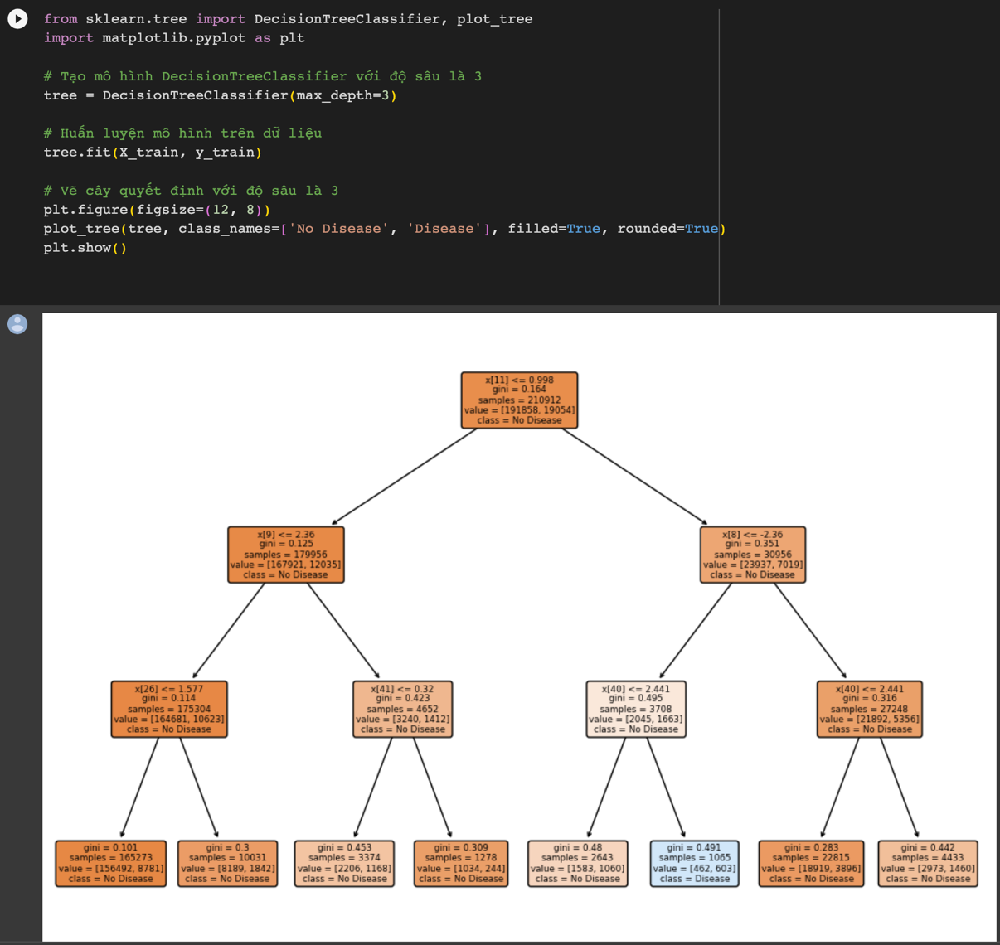 from sklearn.tree import DecisionTreeClassifier, plot_tree
import matplotlib.pyplot as plt
# Tạo mô hình DecisionTreeClassifier với độ sâu là 3
tree = DecisionTreeClassifier(max_depth=3)
# Huấn luyện mô hình trên dữ liệu
tree.fit(X_train, y_train)
# Vẽ cây quyết định với độ sâu là 3
plt.figure(figsize=(12, 8))
plot_tree(tree, class_names=['No Disease', 'Disease'], filled=True, rounded=True)
plt.show()
x[11] <= 0.998
gini = 0.164
samples = 210912
value = [191858, 19054]
class = No Disease
x[9] <= 2.36
gini = 0.125
samples = 179956
value = [167921, 12035]
class = No Disease
x[8] <= -2.36
gini = 0.351
samples = 30956
value = [23937, 7019]
class = No Disease
x[26] <= 1.577
gini = 0.114
samples = 175304
value = [164681, 10623]
class = No Disease
x[41] <= 0.32
gini = 0.423
samples = 4652
value = [3240, 1412]
class = No Disease
x[40] <= 2.441
gini = 0.495
samples = 3708
value = [2045, 1663]
class = No Disease
x[40] <= 2.441
gini = 0.316
samples = 27248
value = [21892, 5356]
class = No Disease
gini = 0.101
samples = 165273
value = [156492, 8781]
class = No Disease
gini = 0.3
samples = 10031
value = [8189, 1842]
class = No Disease
gini = 0.453
samples = 3374
value = [2206, 1168]
class = No Disease
gini = 0.309
samples = 1278
value = [1034, 244]
class = No Disease
gini = 0.48
samples = 2643
value = [1583, 1060]
class = No Disease
gini = 0.491
samples = 1065
value = [462, 603]
class = Disease
gini = 0.283
samples = 22815
value = [18919, 3896]
class = No Disease
gini = 0.442
samples = 4433
value = [2973, 1460]
class = No Disease